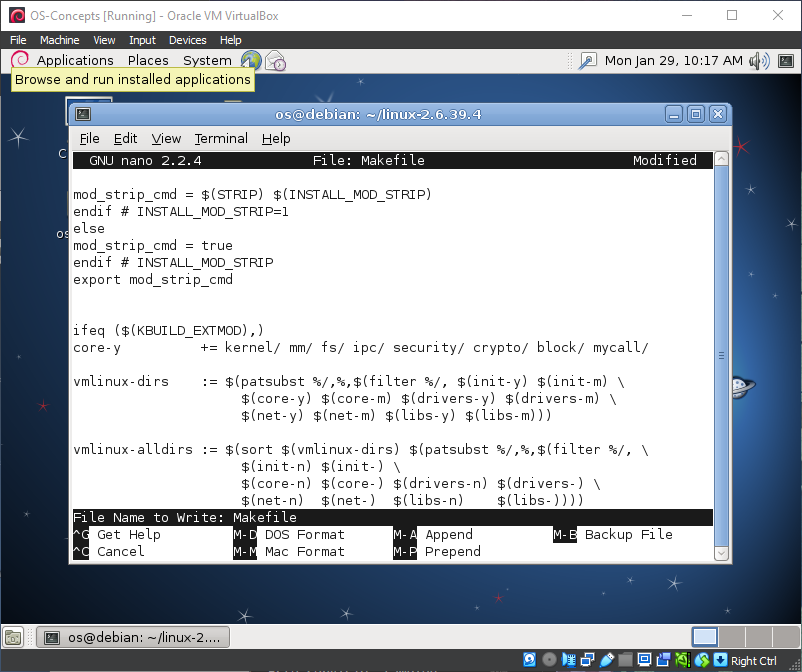 OS-Concepts [Running] - Oracle VM VirtualBox
File Machine View Input Devices Help
Applications Places System Mon Jan 29, 10:17 AM
Browse and run installed applications
os@debian: ~/linux-2.6.39.4
File Edit View Terminal Help
GNU nano 2.2.4 File: Makefile Modified
mod_strip_cmd = $(STRIP) $(INSTALL_MOD_STRIP)
endif # INSTALL_MOD_STRIP=1
else
mod_strip_cmd = true
endif # INSTALL_MOD_STRIP
export mod_strip_cmd
ifeq ($(KBUILD_EXTMOD),)
core-y += kernel/ mm/ fs/ ipc/ security/ crypto/ block/ mycall/
vmlinux-dirs := $(patsubst %/,%,$(filter %/, $(init-y) $(init-m) \
$(core-y) $(core-m) $(drivers-y) $(drivers-m) \
$(net-y) $(net-m) $(libs-y) $(libs-m)))
vmlinux-alldirs := $(sort $(vmlinux-dirs) $(patsubst %/,%,$(filter %/, \
$(init-n) $(init-) \
$(core-n) $(core-) $(drivers-n) $(drivers-) \
$(net-n) $(net-) $(libs-n) $(libs-))))
File Name to Write: Makefile
^G Get Help M-D DOS Format M-A Append M-B Backup File
^C Cancel M-M Mac Format M-P Prepend
os@debian: ~/linux-2....
Right Ctrl